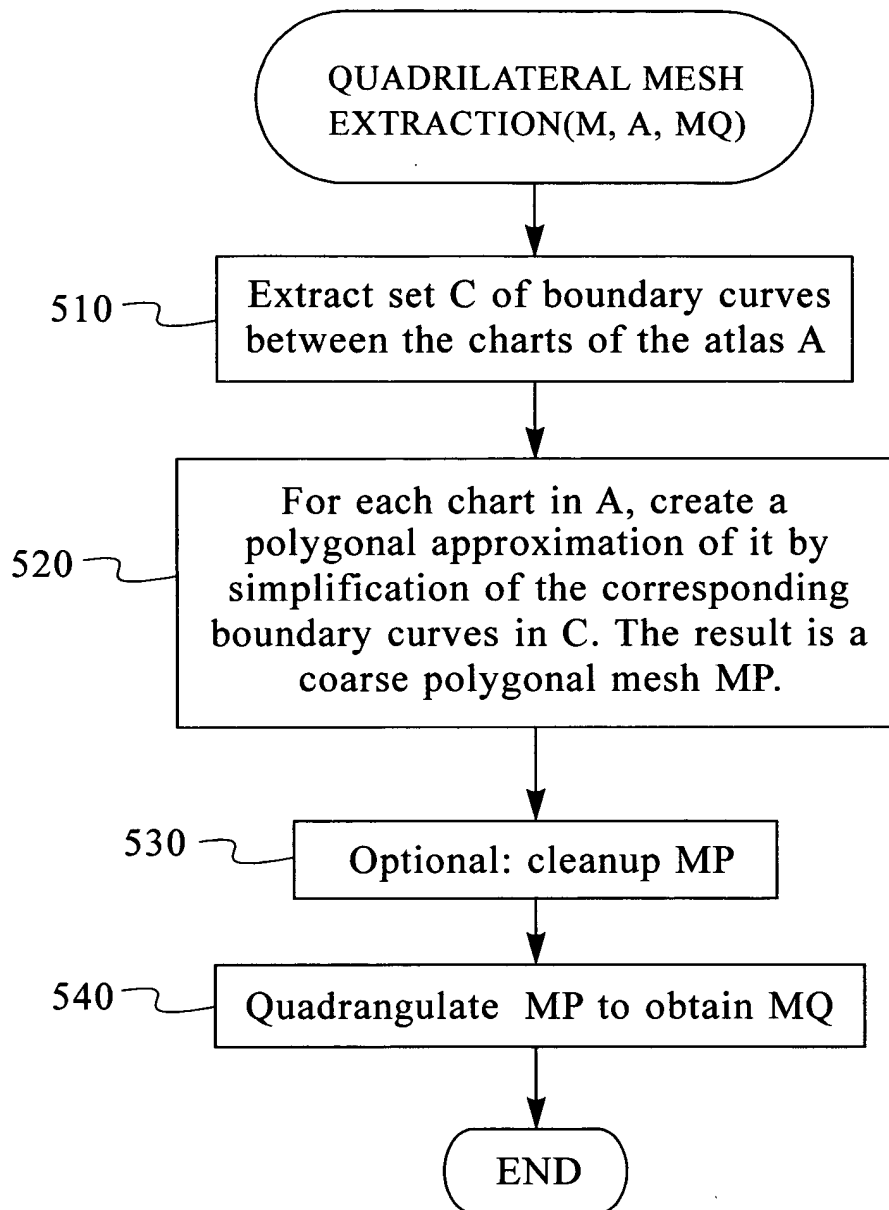 QUADRILATERAL MESH
EXTRACTION(M, A, MQ)
510
Extract set C of boundary curves
between the charts of the atlas A
520
For each chart in A, create a
polygonal approximation of it by
simplification of the corresponding
boundary curves in C. The result is a
coarse polygonal mesh MP.
530
Optional: cleanup MP
540
Quadrangulate MP to obtain MQ
END